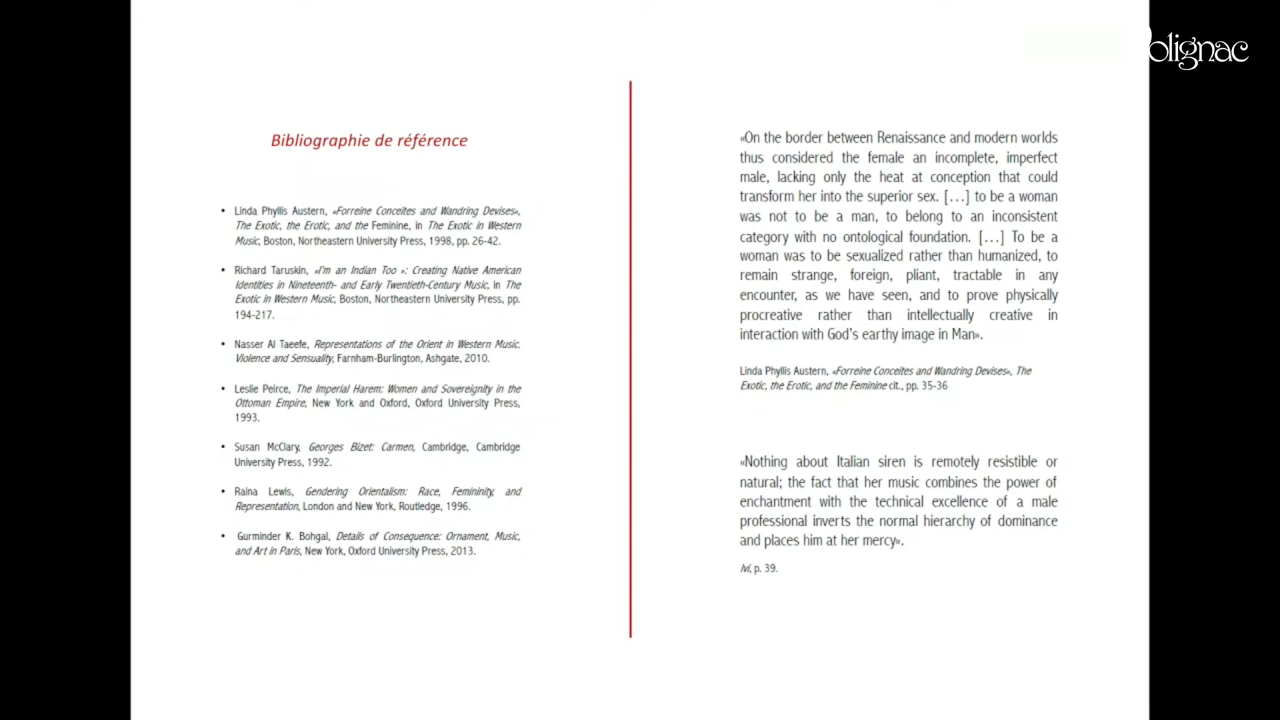 Polignac
Bibliographie de référence
• Linda Phyllis Austern, «Forreine Conceites and Wandring Devises»,
The Exotic, the Erotic, and the Feminine, in The Exotic in Western
Music, Boston, Northeastern University Press, 1998, pp. 26-42.
• Richard Taruskin, «I'm an Indian Too »: Creating Native American
Identities in Nineteenth- and Early Twentieth-Century Music, in The
Exotic in Western Music, Boston, Northeastern University Press, pp.
194-217.
• Nasser Al Taeefe, Representations of the Orient in Western Music.
Violence and Sensuality, Farnham-Burlington, Ashgate, 2010.
• Leslie Peirce, The Imperial Harem: Women and Sovereignity in the
Ottoman Empire, New York and Oxford, Oxford University Press,
1993.
• Susan McClary, Georges Bizet: Carmen, Cambridge, Cambridge
University Press, 1992.
• Raina Lewis, Gendering Orientalism: Race, Femininity, and
Representation, London and New York, Routledge, 1996.
• Gurminder K. Bohgal, Details of Consequence: Ornament, Music,
and Art in Paris, New York, Oxford University Press, 2013.
«On the border between Renaissance and modern worlds
thus considered the female an incomplete, imperfect
male, lacking only the heat at conception that could
transform her into the superior sex. […] to be a woman
was not to be a man, to belong to an inconsistent
category with no ontological foundation. […] To be a
woman was to be sexualized rather than humanized, to
remain strange, foreign, pliant, tractable in any
encounter, as we have seen, and to prove physically
procreative rather than intellectually creative in
interaction with God's earthy image in Man».
Linda Phyllis Austern, «Forreine Conceites and Wandring Devises», The
Exotic, the Erotic, and the Feminine cit., pp. 35-36
«Nothing about Italian siren is remotely resistible or
natural; the fact that her music combines the power of
enchantment with the technical excellence of a male
professional inverts the normal hierarchy of dominance
and places him at her mercy».
Ivi, p. 39.